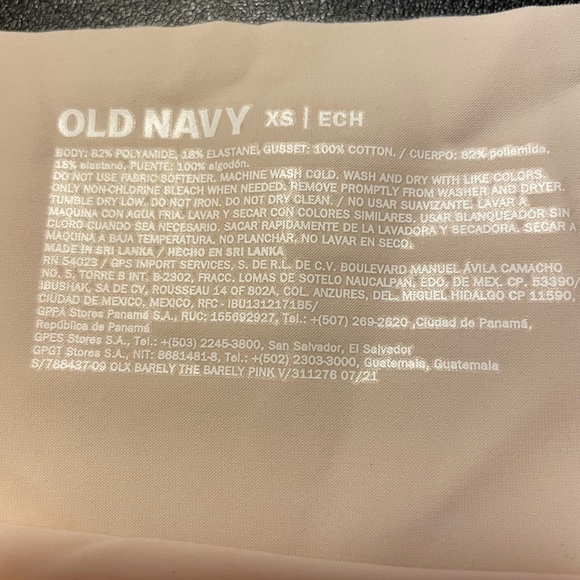 OLD NAVY XS | ECH
BODY: 82% POLYAMIDE, 18% ELASTANE, GUSSET: 100% COTTON. / CUERPO: 82% poliamida,
18% elastano, PUENTE: 100% algodón.
DO NOT USE FABRIC SOFTENER. MACHINE WASH COLD. WASH AND DRY WITH LIKE COLORS.
ONLY NON-CHLORINE BLEACH WHEN NEEDED. REMOVE PROMPTLY FROM WASHER AND DRYER.
TUMBLE DRY LOW. DO NOT IRON. DO NOT DRY CLEAN. / NO USAR SUAVIZANTE. LAVAR A
MAQUINA CON AGUA FRIA. LAVAR Y SECAR CON COLORES SIMILARES. USAR BLANQUEADOR SIN
CLORO CUANDO SEA NECESARIO. SACAR RAPIDAMENTE DE LA LAVADORA Y SECADORA. SECAR A
MAQUINA A BAJA TEMPERATURA. NO PLANCHAR. NO LAVAR EN SECO.
MADE IN SRI LANKA / HECHO EN SRI LANKA
RN 54023 / GPS IMPORT SERVICES, S. DE R.L. DE C.V. BOULEVARD MANUEL ÁVILA CAMACHO
NO. 5, TORRE B INT. B-2302, FRACC. LOMAS DE SOTELO NAUCALPAN, EDO, DE MEX. CP. 53390/
IBUSHAK, SA DE CV, ROUSSEAU 14 OF 802A, COL. ANZURES, DEL. MIGUEL HIDALGO CP 11590,
CIUDAD DE MEXICO, MEXICO, RFC - IBU1312171B5/
GPPA Stores Panamá S.A., RUC: 155692927, Tel.: +(507) 269-2620 ,Ciudad de Panamá,
República de Panamá
GPES Stores S.A., Tel.: +(503) 2245-3800, San Salvador, El Salvador
GPGT Stores S.A., NIT: 8681481-8, Tel.: +(502) 2303-3000, Guatemala, Guatemala
S/788437-09 OLX BARELY THE BARELY PINK V/311276 07/21